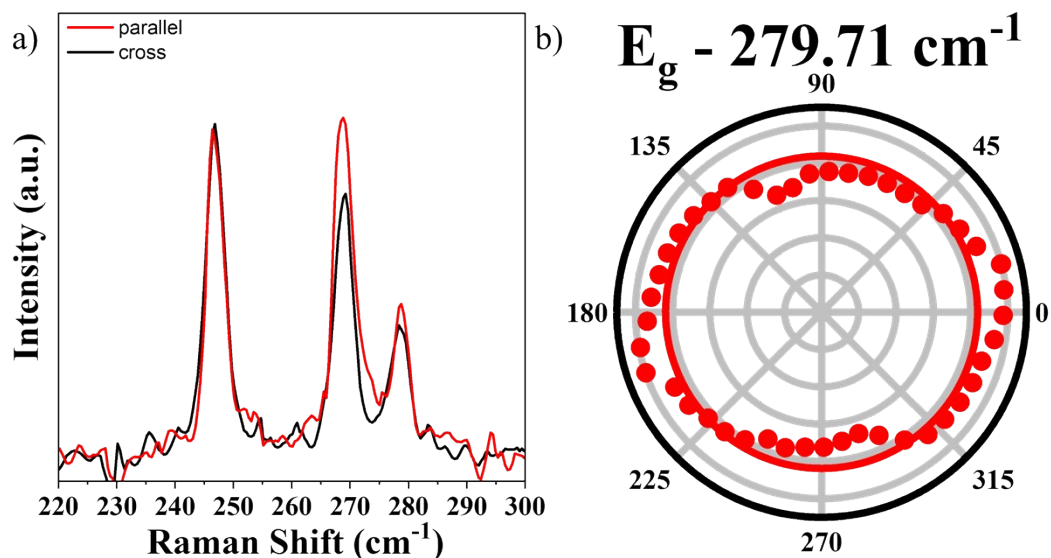 a)
parallel
cross
Intensity (a.u.)
220 230 240 250 260 270 280 290 300
Raman Shift (cm-1)
b)
Eg - 279.71 cm-1
90
135 45
180 0
225 315
270